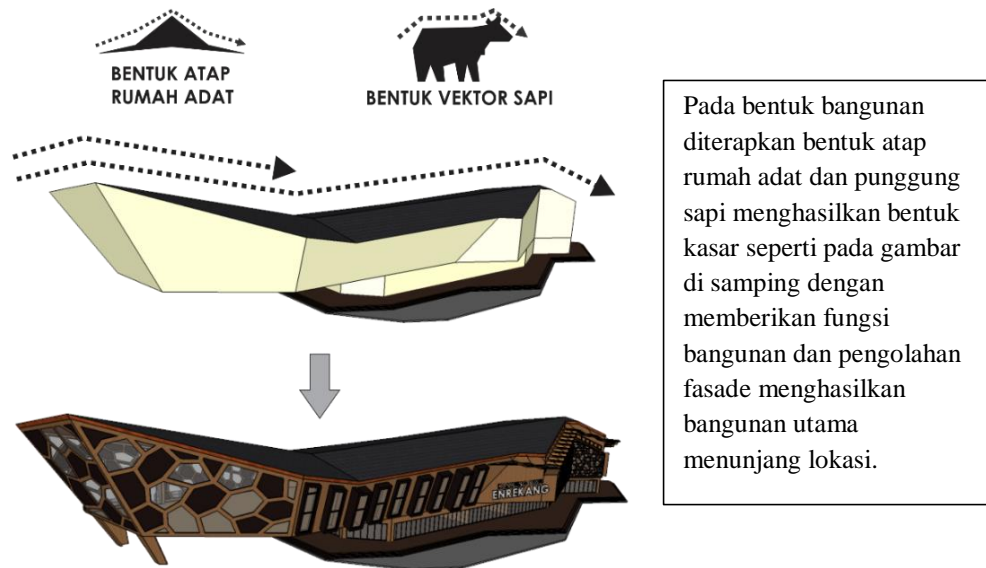 BENTUK ATAP
RUMAH ADAT
BENTUK VEKTOR SAPI
Pada bentuk bangunan
diterapkan bentuk atap
rumah adat dan punggung
sapi menghasilkan bentuk
kasar seperti pada gambar
di samping dengan
memberikan fungsi
bangunan dan pengolahan
fasade menghasilkan
bangunan utama
menunjang lokasi.
ENREKANG